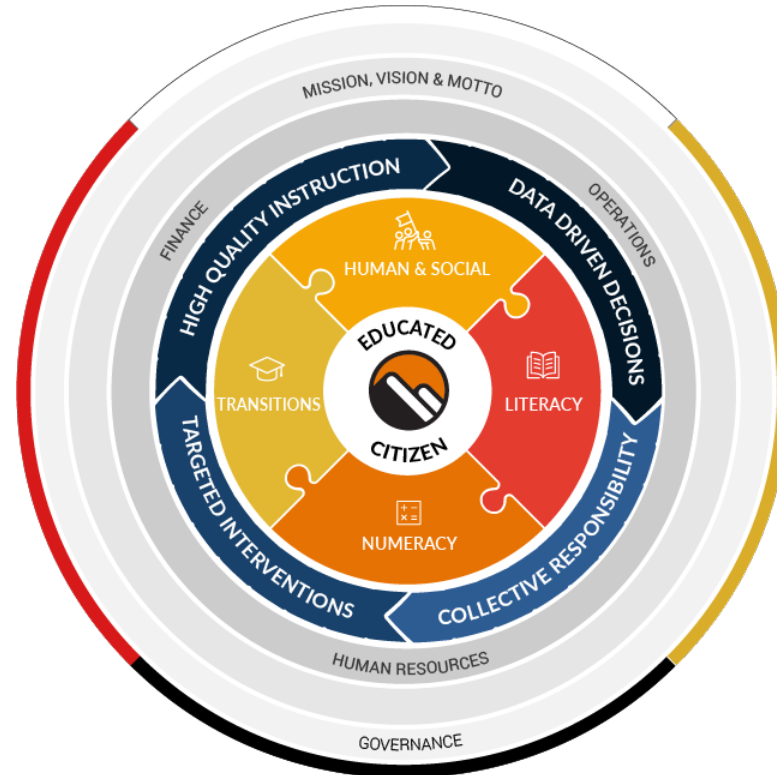 MISSION, VISION & MOTTO
FINANCE
OPERATIONS
HIGH QUALITY INSTRUCTION
DATA DRIVEN DECISIONS
HUMAN & SOCIAL
EDUCATED
TRANSITIONS
LITERACY
CITIZEN
NUMERACY
TARGETED INTERVENTIONS
COLLECTIVE RESPONSIBILITY
HUMAN RESOURCES
GOVERNANCE